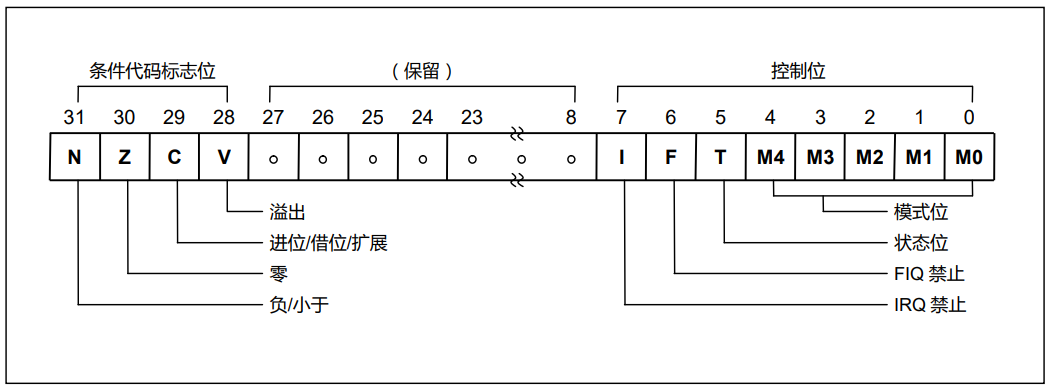 条件代码标志位 （保留） 控制位
31 30 29 28 27 26 25 24 23 8 7 6 5 4 3 2 1 0
N Z C V I F T M4 M3 M2 M1 M0
溢出 模式位
进位/借位/扩展 状态位
零 FIQ 禁止
负/小于 IRQ 禁止